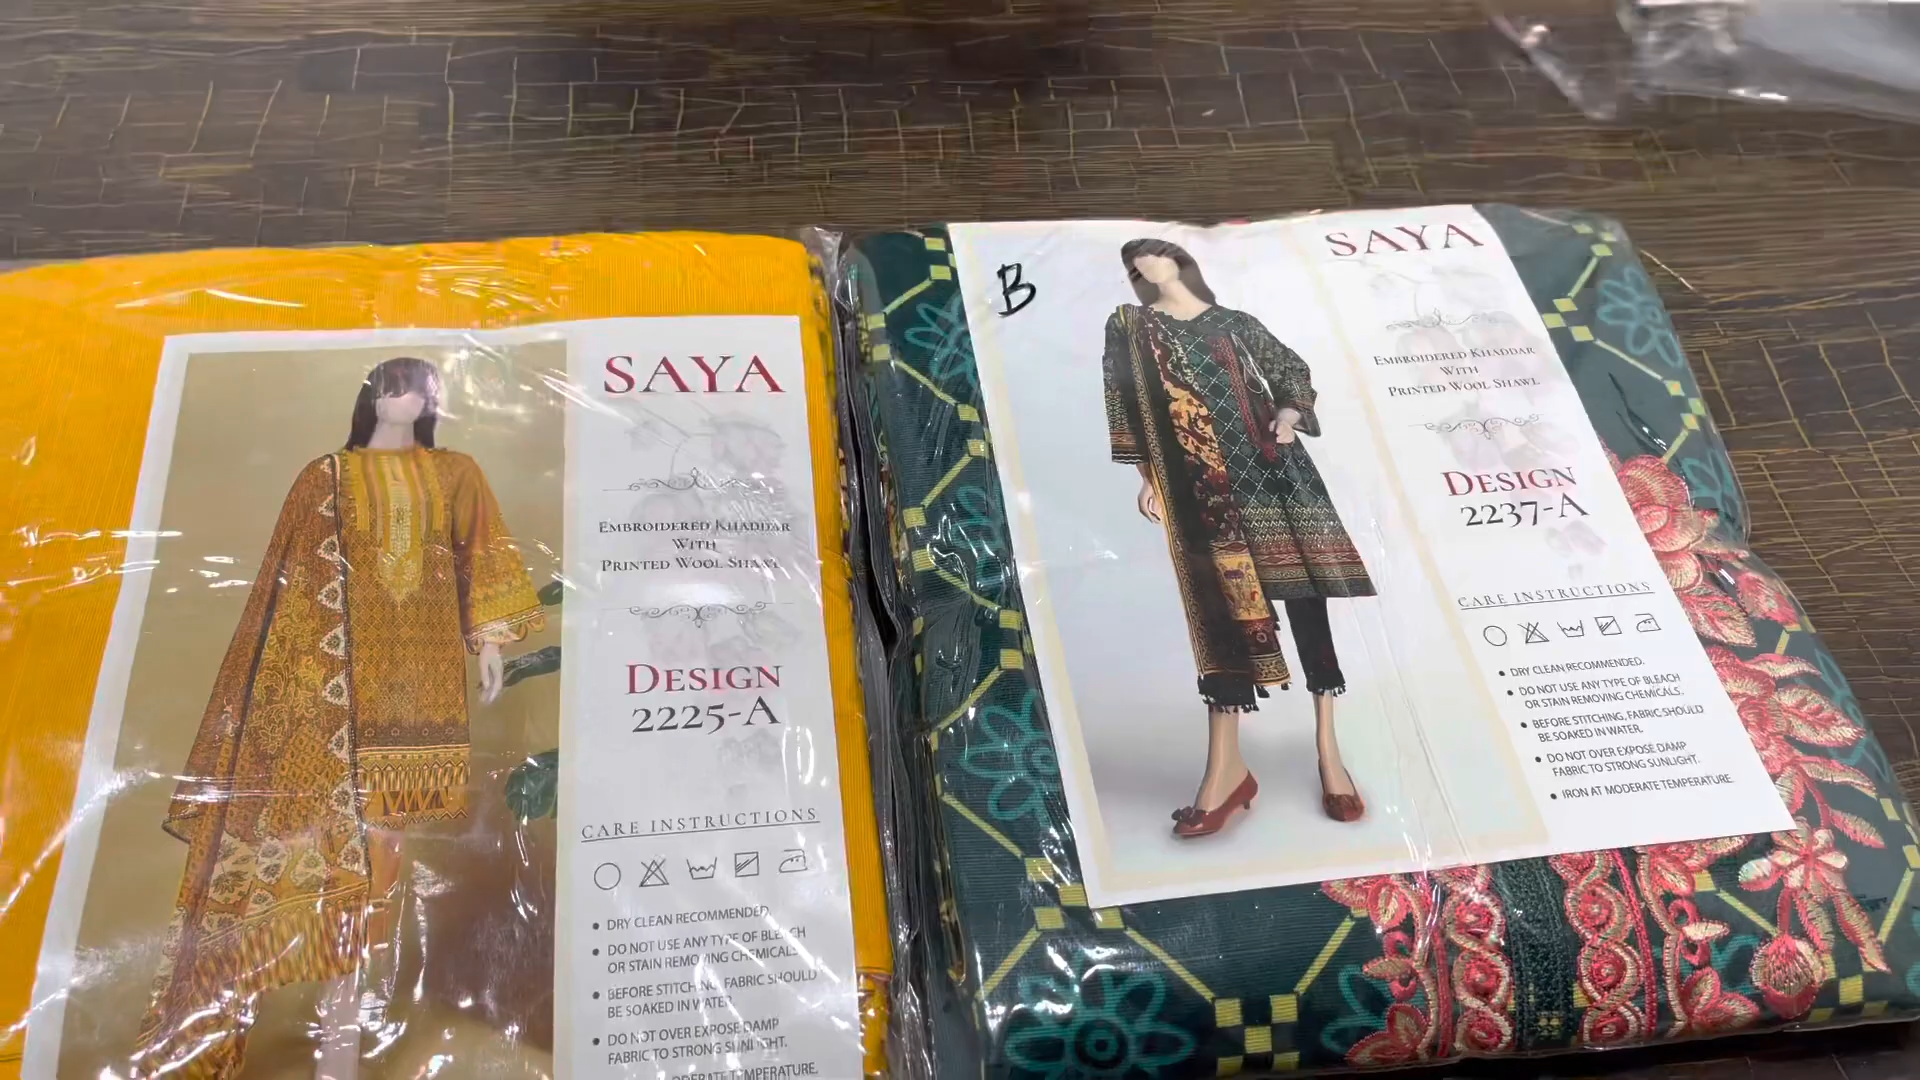 SAYA
EMBROIDERED KHADDAR
WITH
PRINTED WOOL SHAWL
DESIGN
2225-A
CARE INSTRUCTIONS
• DRY CLEAN RECOMMENDED.
• DO NOT USE ANY TYPE OF BLEACH
OR STAIN REMOVING CHEMICALS.
• BEFORE STITCHING, FABRIC SHOULD
BE SOAKED IN WATER.
• DO NOT OVER EXPOSE DAMP
FABRIC TO STRONG SUNLIGHT.
MODERATE TEMPERATURE.
B
SAYA
EMBROIDERED KHADDAR
WITH
PRINTED WOOL SHAWL
DESIGN
2237-A
CARE INSTRUCTIONS
• DRY CLEAN RECOMMENDED.
• DO NOT USE ANY TYPE OF BLEACH
OR STAIN REMOVING CHEMICALS.
• BEFORE STITCHING, FABRIC SHOULD
BE SOAKED IN WATER.
• DO NOT OVER EXPOSE DAMP
FABRIC TO STRONG SUNLIGHT.
• IRON AT MODERATE TEMPERATURE.